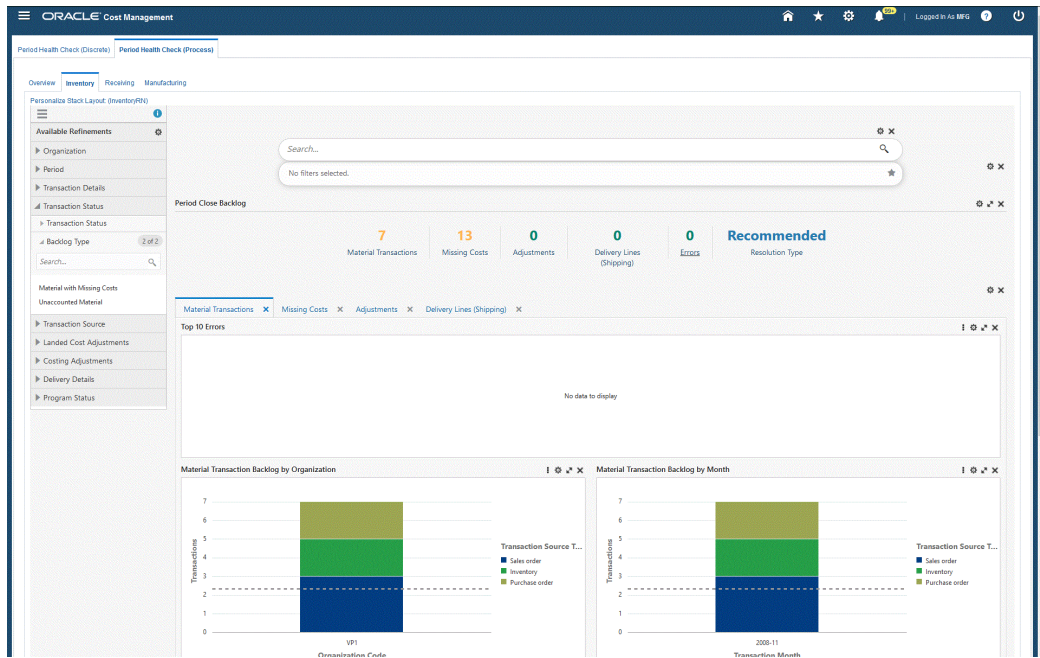 ORACLE Cost Management
99+
Logged In As MFG
Period Health Check (Discrete)
Period Health Check (Process)
Overview
Inventory
Receiving
Manufacturing
Personalize Stack Layout: (InventoryRN)
Available Refinements
Organization
Period
Transaction Details
Transaction Status
Transaction Status
Backlog Type
2 of 2
Search...
Material with Missing Costs
Unaccounted Material
Transaction Source
Landed Cost Adjustments
Costing Adjustments
Delivery Details
Program Status
Search...
No filters selected.
Period Close Backlog
7
Material Transactions
13
Missing Costs
0
Adjustments
0
Delivery Lines
(Shipping)
0
Errors
Recommended
Resolution Type
Material Transactions
Missing Costs
Adjustments
Delivery Lines (Shipping)
Top 10 Errors
No data to display
Material Transaction Backlog by Organization
7
6
5
4
3
2
1
0
Transactions
VP1
Organization Code
Transaction Source T...
Sales order
Inventory
Purchase order
Material Transaction Backlog by Month
7
6
5
4
3
2
1
0
Transactions
2008-11
Transaction Month
Transaction Source T...
Sales order
Inventory
Purchase order